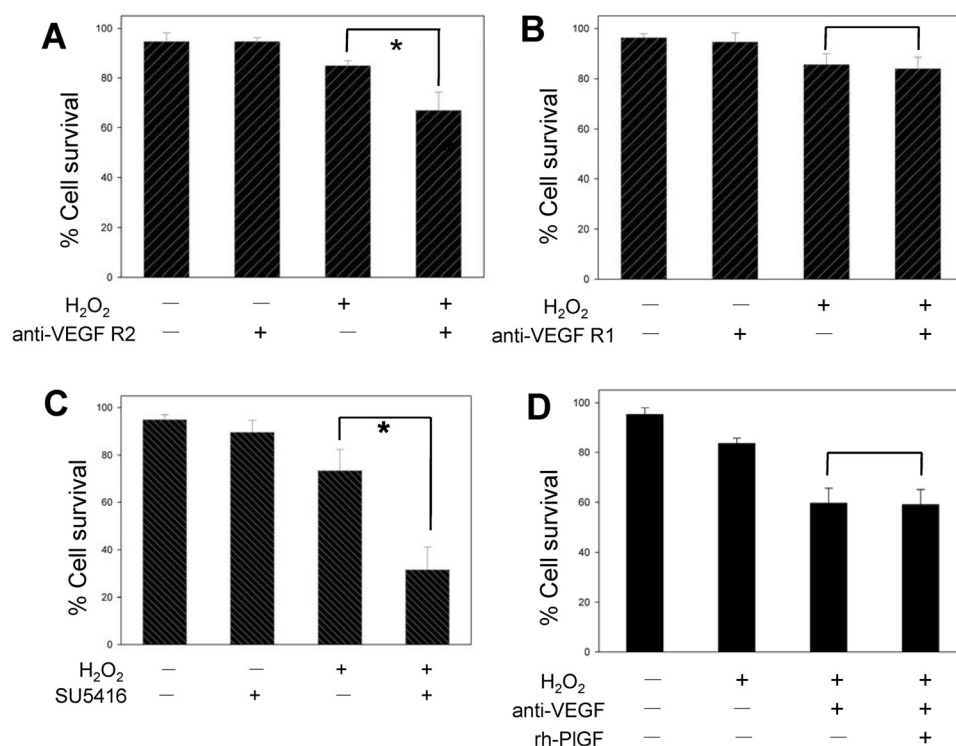 A
*
% Cell survival
100
80
60
40
20
0
H₂O₂ — — + +
anti-VEGF R2 — + — +
B
% Cell survival
100
80
60
40
20
0
H₂O₂ — — + +
anti-VEGF R1 — + — +
C
*
% Cell survival
100
80
60
40
20
0
H₂O₂ — — + +
SU5416 — + — +
D
% Cell survival
100
80
60
40
20
0
H₂O₂ — + + +
anti-VEGF — — + +
rh-PlGF — — — +